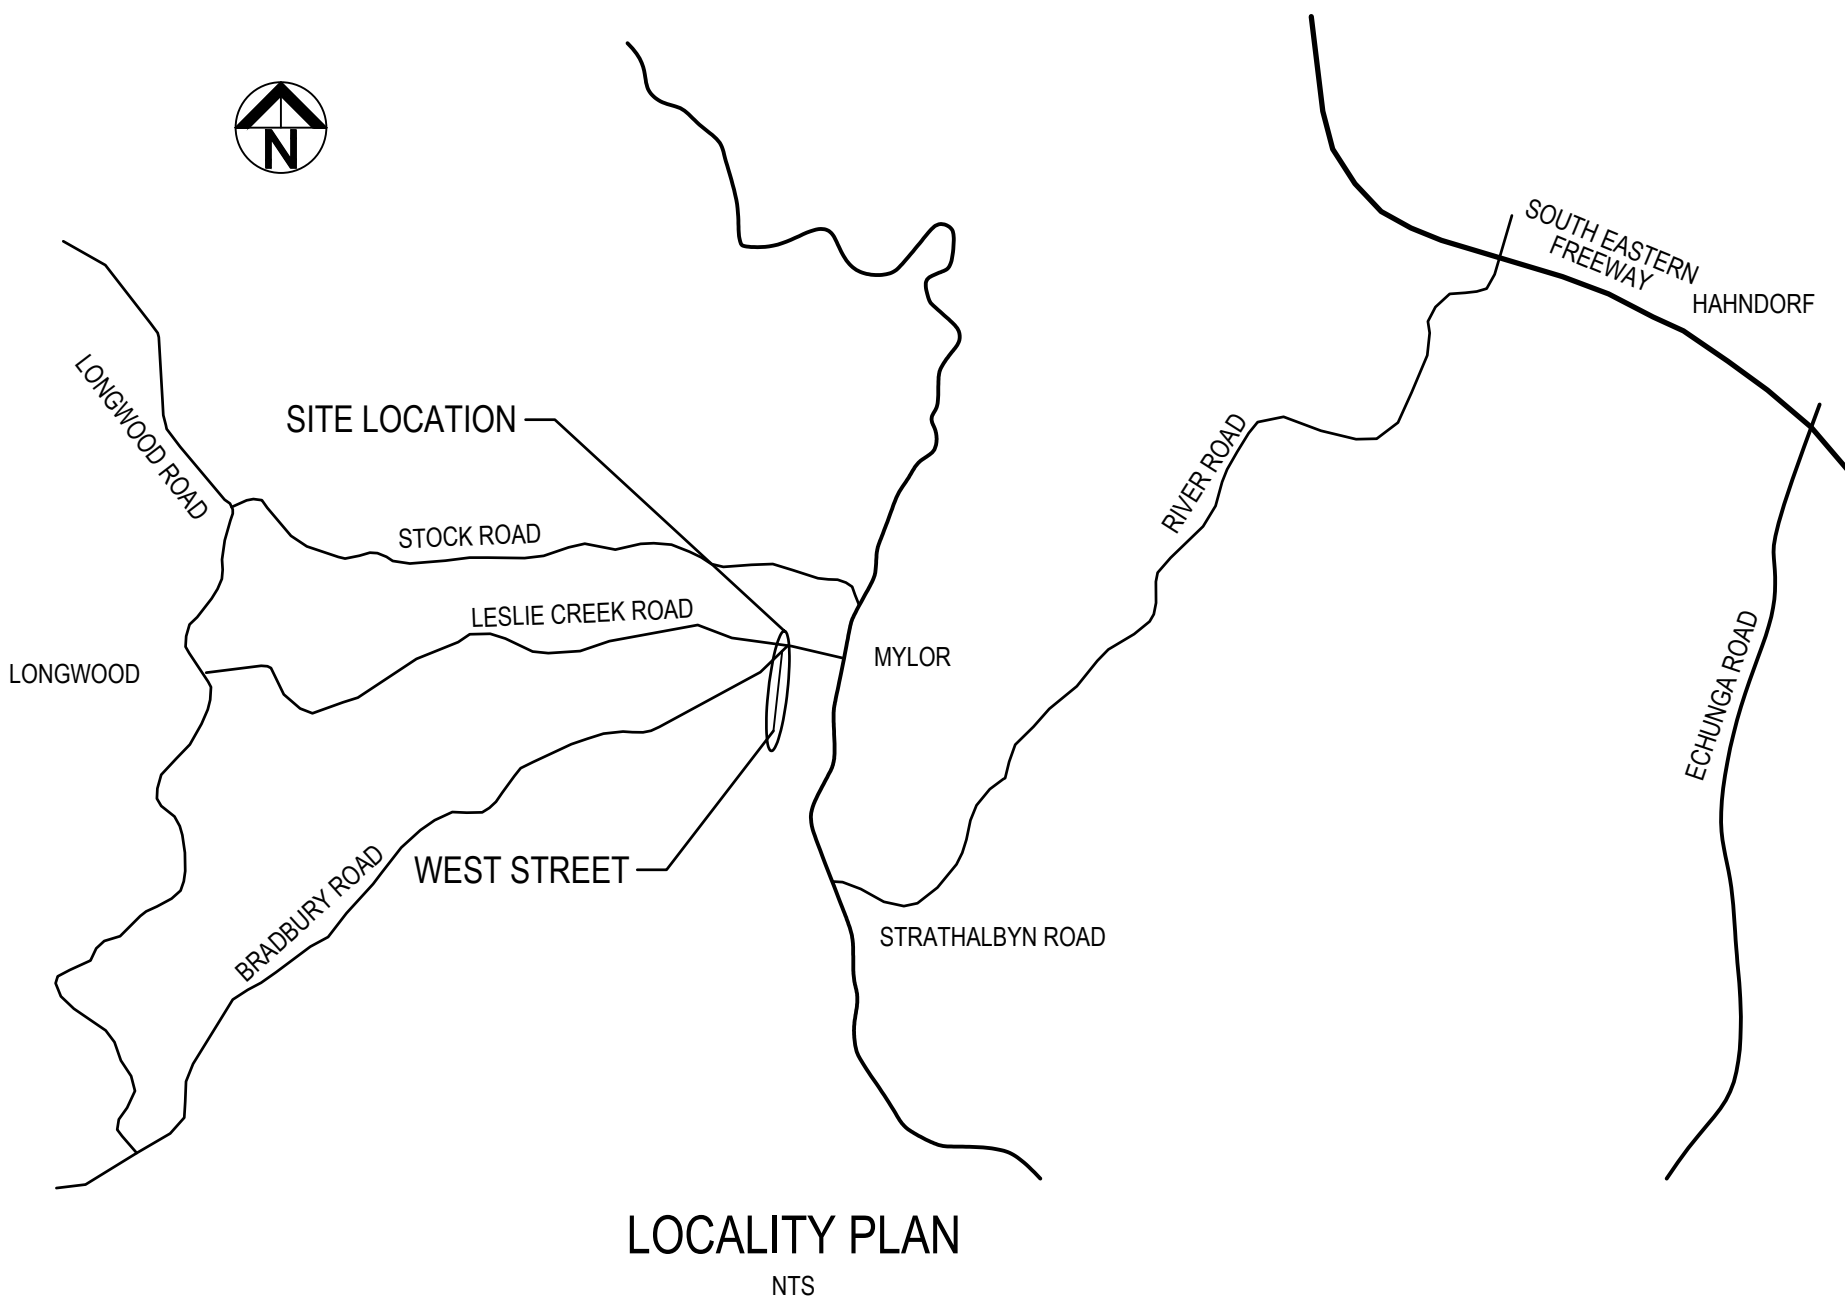 N
SOUTH EASTERN
FREEWAY
HAHNDORF
LONGWOOD ROAD
SITE LOCATION
RIVER ROAD
STOCK ROAD
LESLIE CREEK ROAD
LONGWOOD
MYLOR
ECHUNGA ROAD
WEST STREET
BRADBURY ROAD
STRATHALBYN ROAD
LOCALITY PLAN
NTS